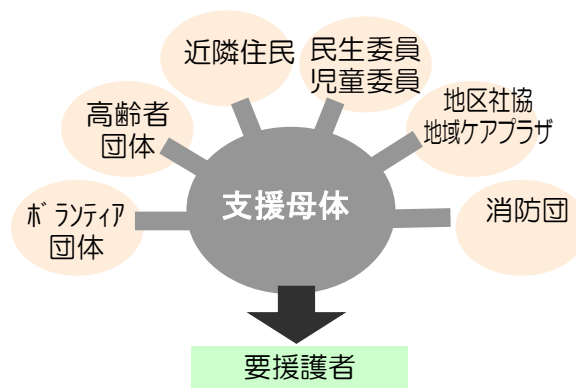 近隣住民
民生委員
児童委員
高齢者
団体
地区社協
地域ケアプラザ
ボランティア
団体
支援母体
消防団
要援護者